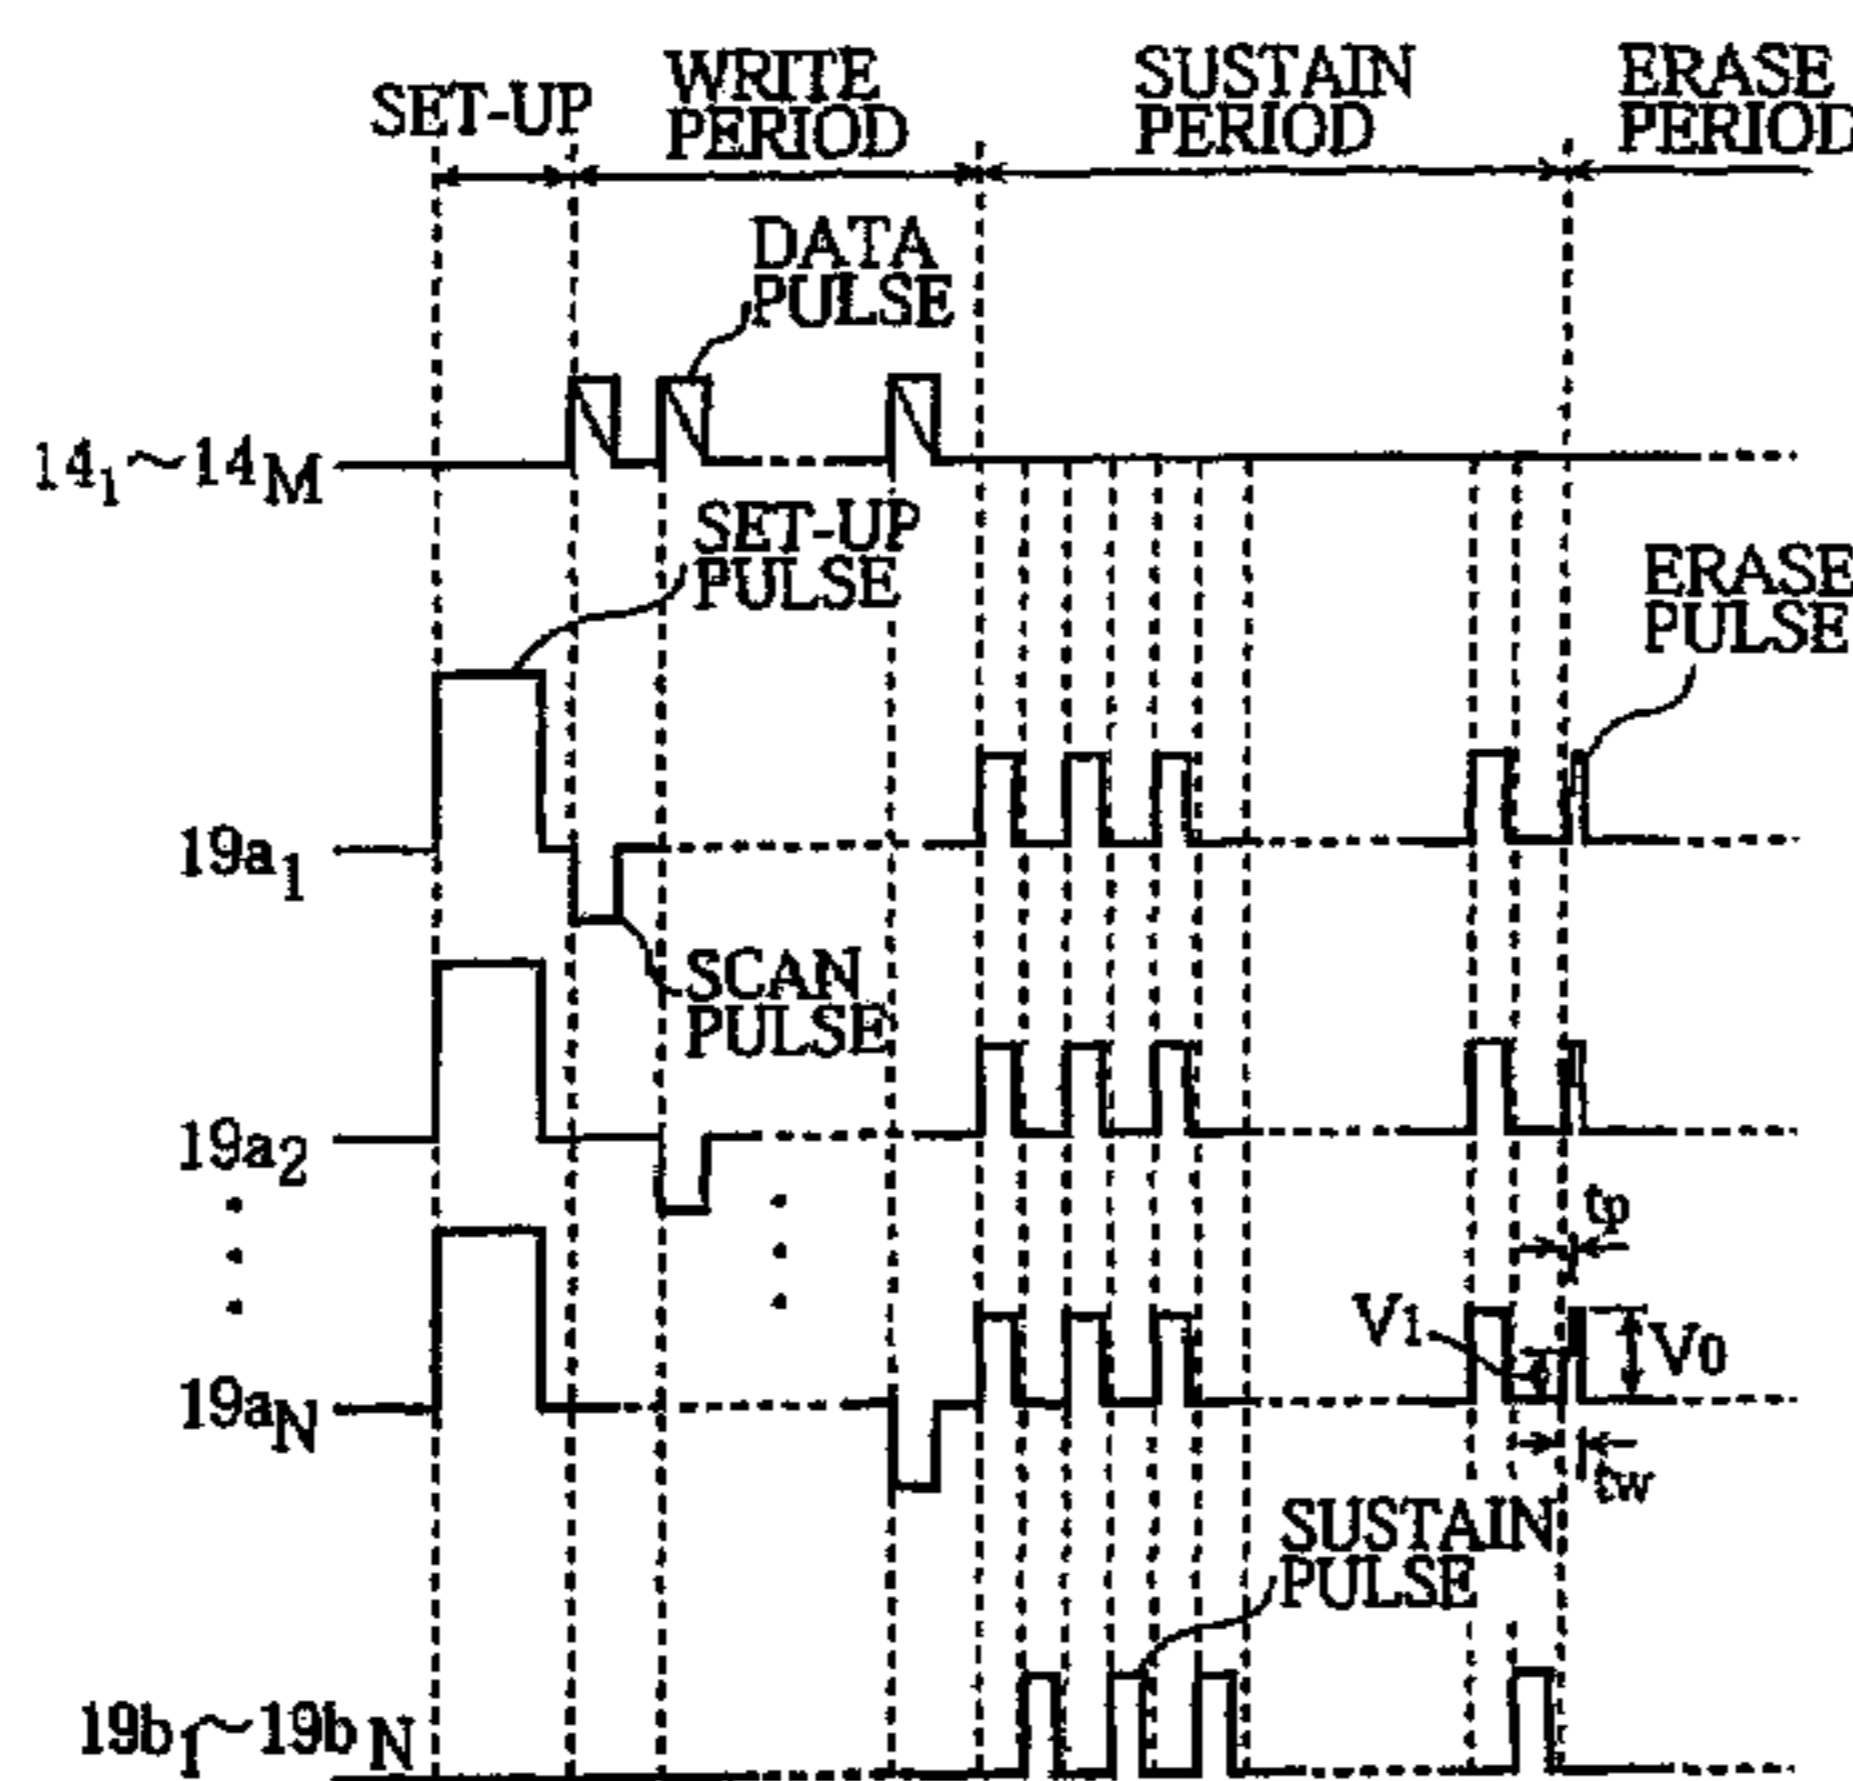 SET-UP
WRITE
PERIOD
SUSTAIN
PERIOD
ERASE
PERIOD
DATA
PULSE
14₁~14M
SET-UP
PULSE
ERASE
PULSE
19a₁
SCAN
PULSE
19a₂
tp
V₁
V₀
19aN
tw
SUSTAIN
PULSE
19b₁~19bN